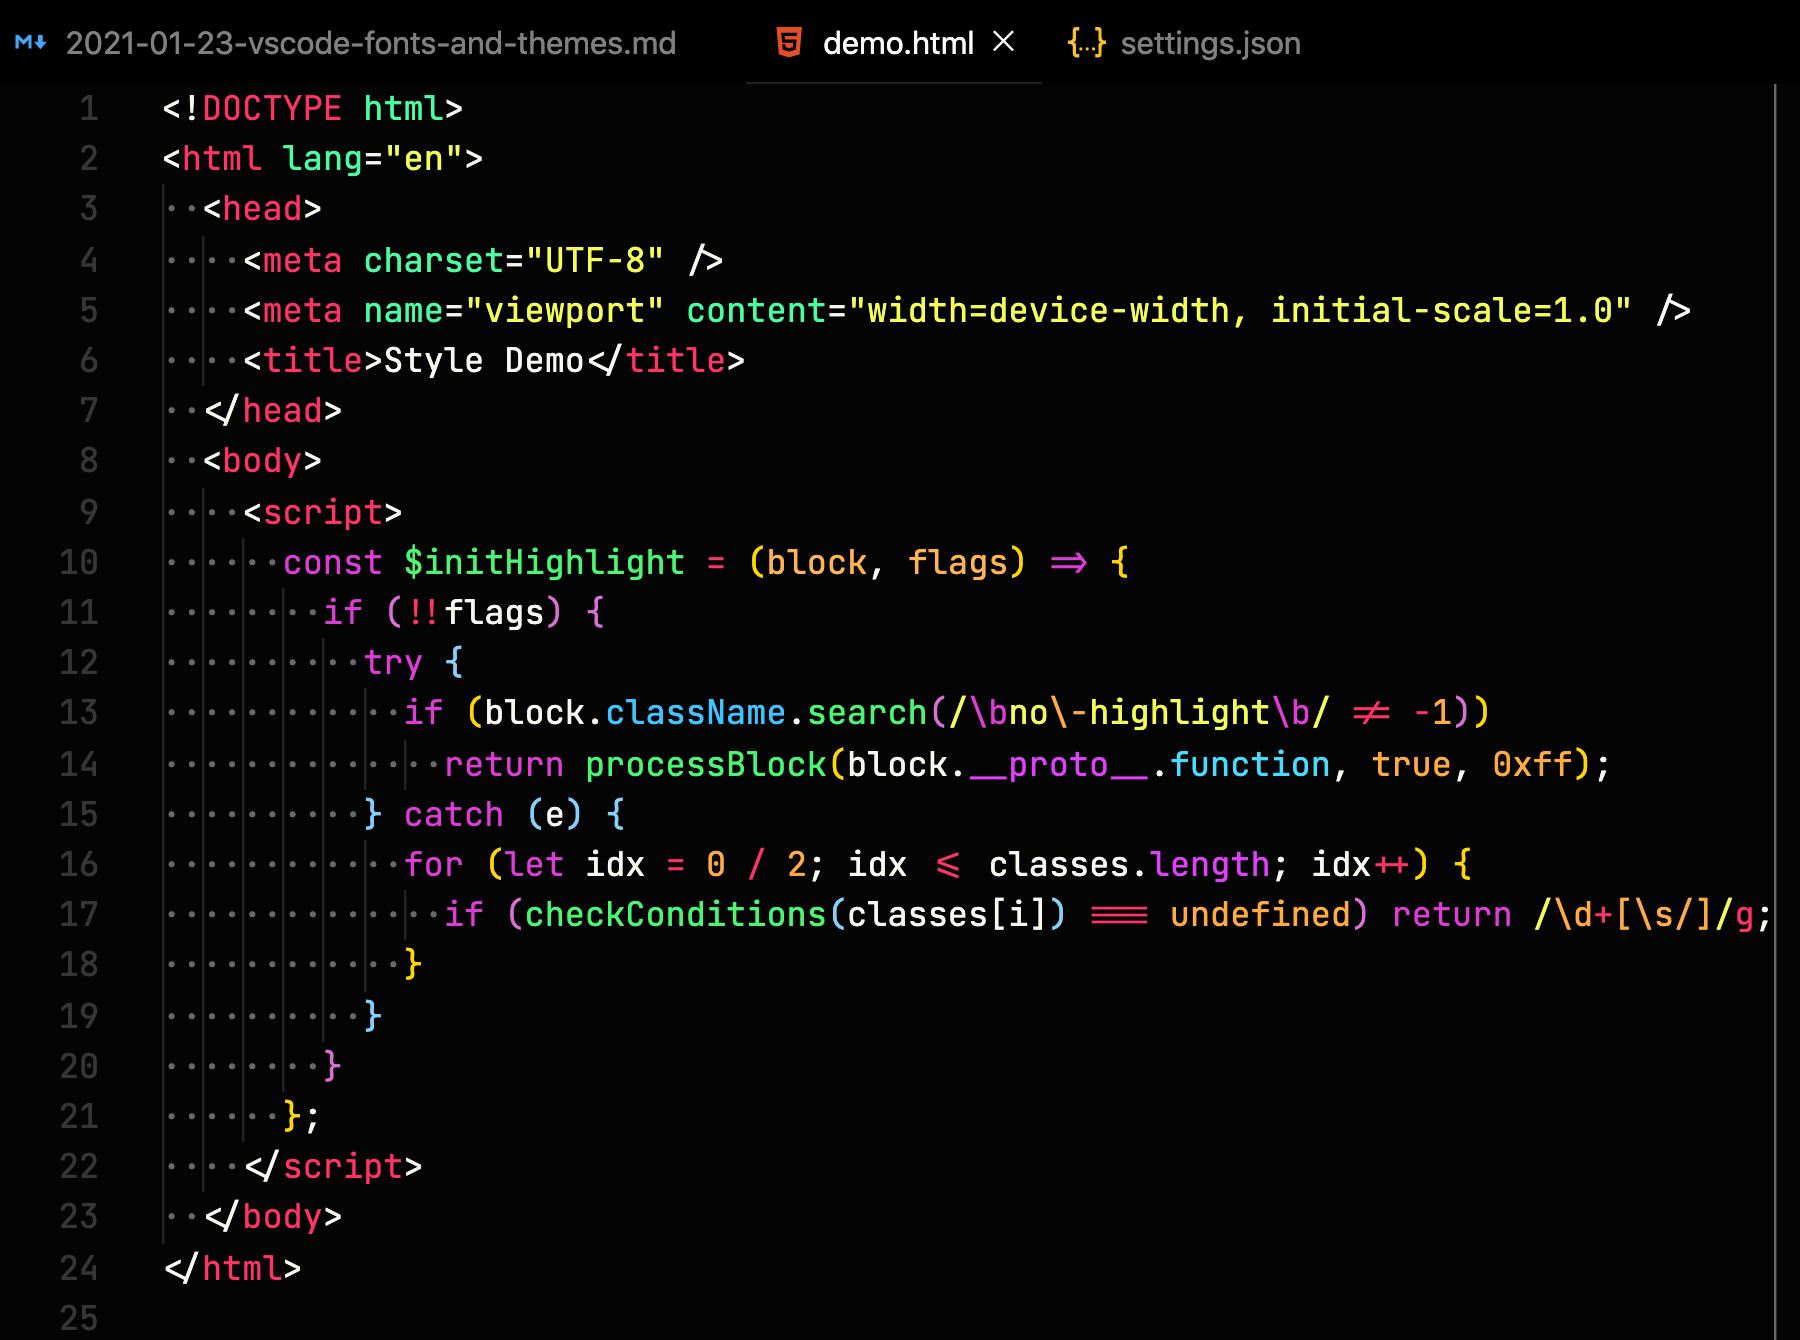 2021-01-23-vscode-fonts-and-themes.md demo.html settings.json
1 <!DOCTYPE html>
2 <html lang="en">
3 <head>
4 <meta charset="UTF-8" />
5 <meta name="viewport" content="width=device-width, initial-scale=1.0" />
6 <title>Style Demo</title>
7 </head>
8 <body>
9 <script>
10 const $initHighlight = (block, flags) => {
11 if (!!flags) {
12 try {
13 if (block.className.search(/\bno\-highlight\b/ != -1))
14 return processBlock(block.__proto__.function, true, 0xff);
15 } catch (e) {
16 for (let idx = 0 / 2; idx <= classes.length; idx++) {
17 if (checkConditions(classes[i]) === undefined) return /\d+[\s/]/g;
18 }
19 }
20 }
21 };
22 </script>
23 </body>
24 </html>
25